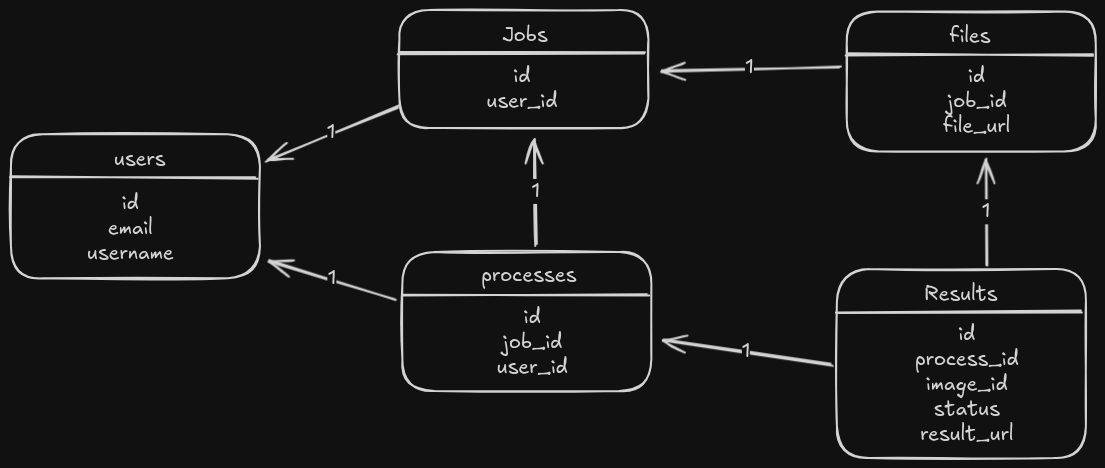 Jobs
id
user_id
files
id
job_id
file_url
1
1
users
id
email
username
1
1
1
processes
id
job_id
user_id
1
Results
id
process_id
image_id
status
result_url